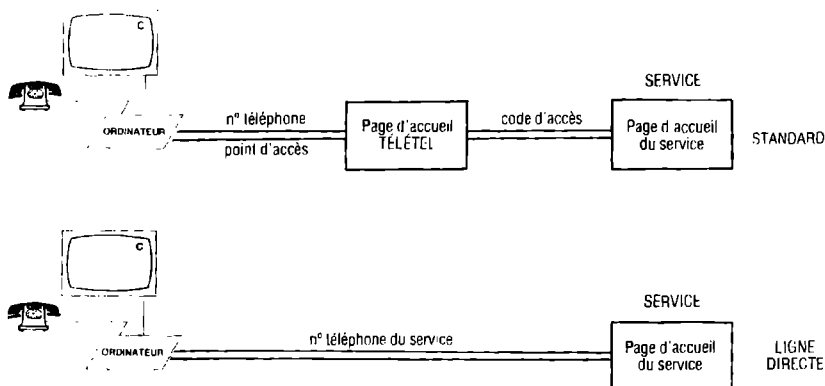 C
SERVICE
ORDINATEUR
n° téléphone
point d'accès
Page d'accueil
TÉLÉTEL
code d'accès
Page d accueil
du service
STANDARD
C
SERVICE
ORDINATEUR
n° téléphone du service
Page d'accueil
du service
LIGNE
DIRECTE